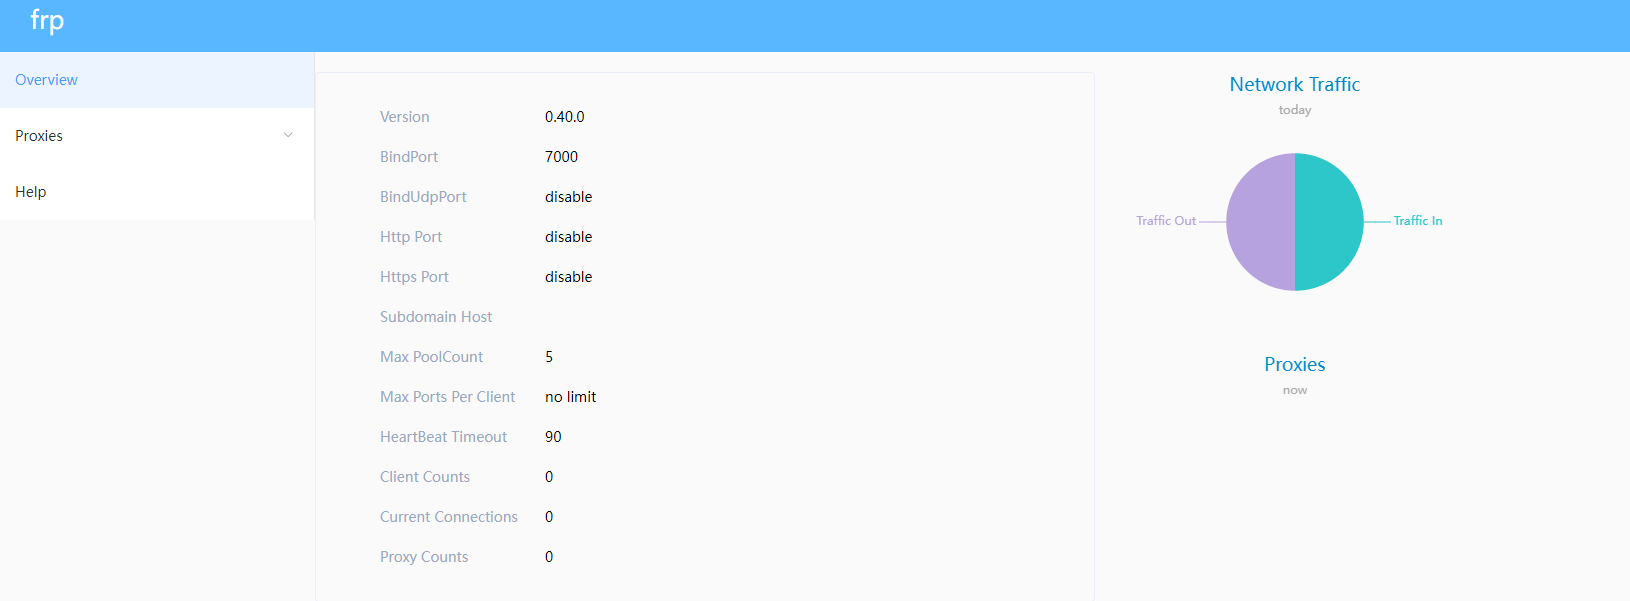 frp
Overview
Proxies
Help
Version 0.40.0
BindPort 7000
BindUdpPort disable
Http Port disable
Https Port disable
Subdomain Host
Max PoolCount 5
Max Ports Per Client no limit
HeartBeat Timeout 90
Client Counts 0
Current Connections 0
Proxy Counts 0
Network Traffic
today
Traffic Out Traffic In
Proxies
now